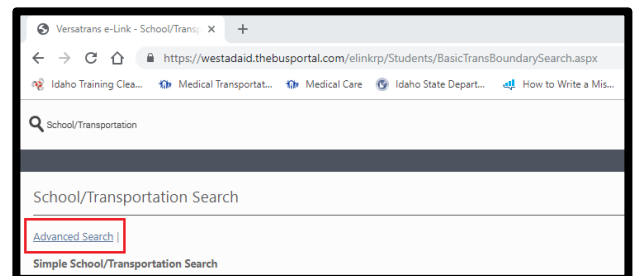 Versatrans e-Link - School/Trans
https://westadaid.thebusportal.com/elinkrp/Students/BasicTransBoundarySearch.aspx
Idaho Training Clea... Medical Transportat... Medical Care Idaho State Depart... How to Write a Mis...
School/Transportation
School/Transportation Search
Advanced Search |
Simple School/Transportation Search